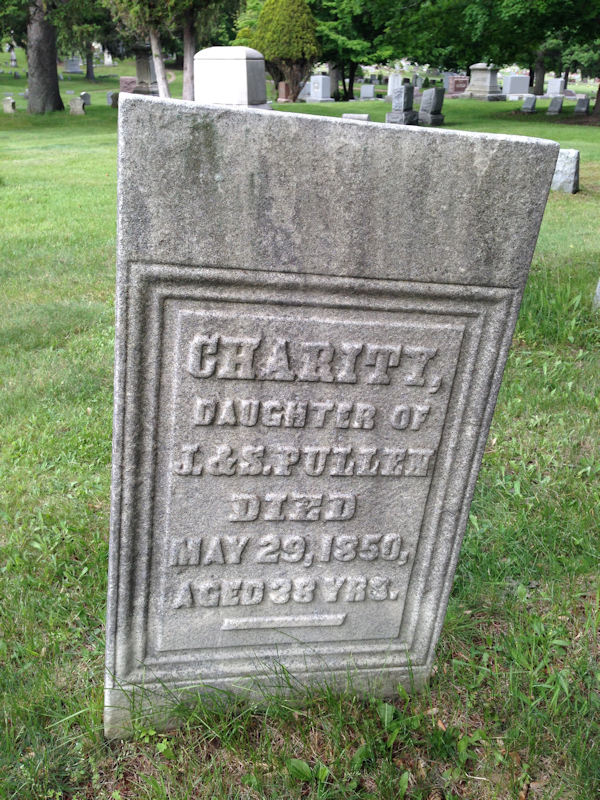 CHARITY,
DAUGHTER OF
J. & S. PULLEN
DIED
MAY 29, 1850,
AGED 38 YRS.